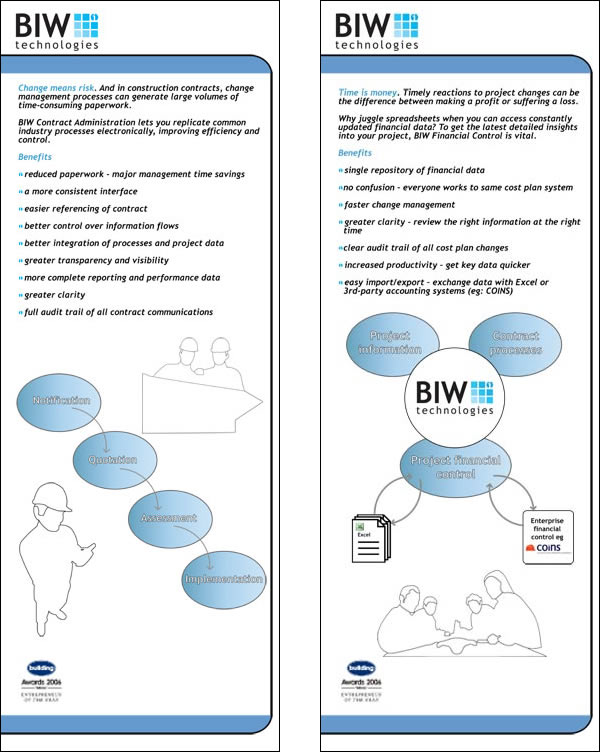 BIW
technologies
Change means risk. And in construction contracts, change
management processes can generate large volumes of
time-consuming paperwork.
BIW Contract Administration lets you replicate common
industry processes electronically, improving efficiency and
control.
Benefits
» reduced paperwork - major management time savings
» a more consistent interface
» easier referencing of contract
» better control over information flows
» better integration of processes and project data
» greater transparency and visibility
» more complete reporting and performance data
» greater clarity
» full audit trail of all contract communications
Notification
Quotation
Assessment
Implementation
building
Awards 2006
ENTREPRENEUR
OF THE YEAR
BIW
technologies
Time is money. Timely reactions to project changes can be
the difference between making a profit or suffering a loss.
Why juggle spreadsheets when you can access constantly
updated financial data? To get the latest detailed insights
into your project, BIW Financial Control is vital.
Benefits
» single repository of financial data
» no confusion - everyone works to same cost plan system
» faster change management
» greater clarity - review the right information at the right
time
» clear audit trail of all cost plan changes
» increased productivity - get key data quicker
» easy import/export - exchange data with Excel or
3rd-party accounting systems (eg: COINS)
Project
information
Contract
processes
BIW
technologies
Project financial
control
Excel
Enterprise
financial
control eg
COINS
building
Awards 2006
ENTREPRENEUR
OF THE YEAR